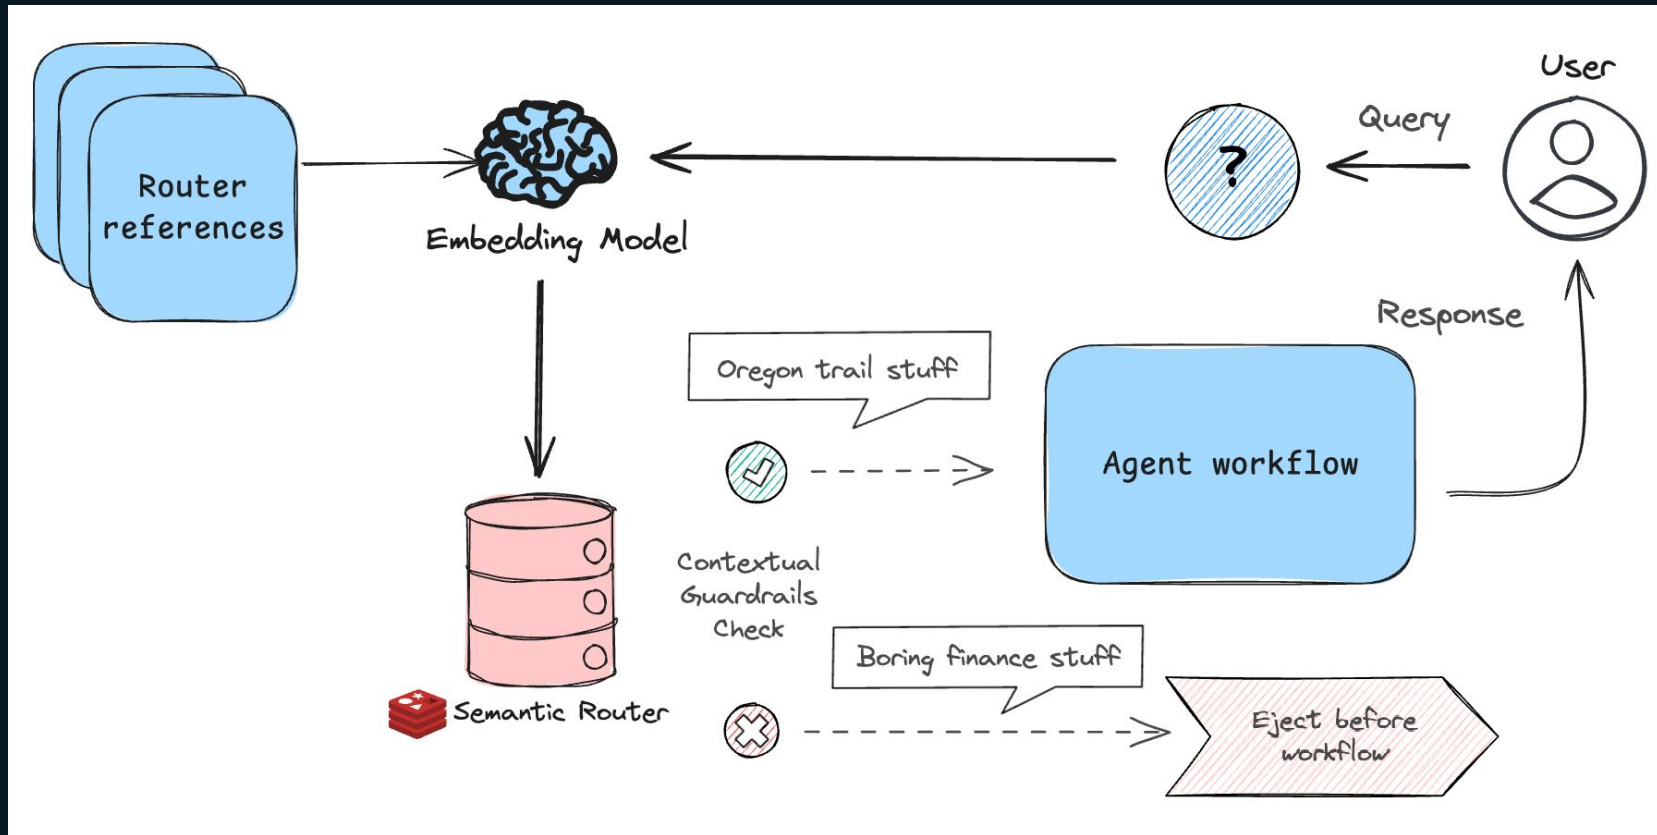 User
Query
?
Router
references
Embedding Model
Response
Oregon trail stuff
Agent workflow
Contextual
Guardrails
Check
Boring finance stuff
Semantic Router
Eject before
workflow